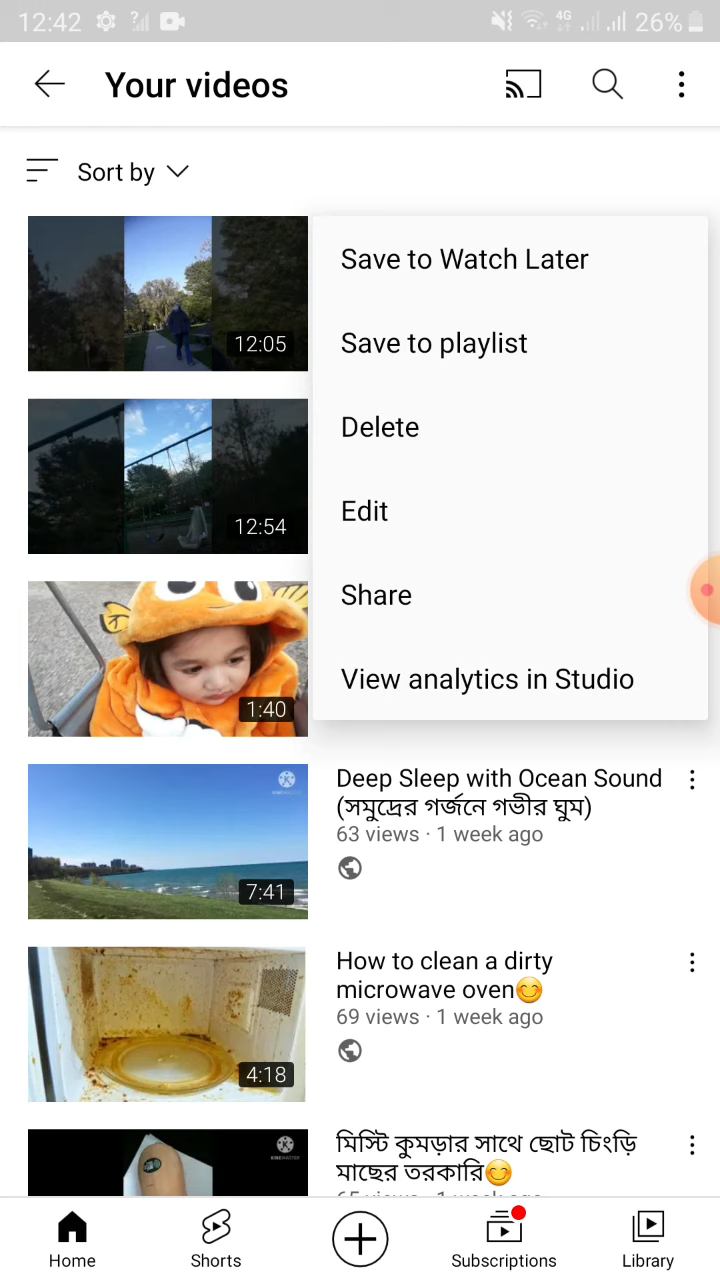 12:42
4G
26%
Your videos
Sort by
12:05
Save to Watch Later
Save to playlist
Delete
12:54
Edit
Share
1:40
View analytics in Studio
Deep Sleep with Ocean Sound
(সমুদ্রের গর্জনে গভীর ঘুম)
63 views · 1 week ago
7:41
How to clean a dirty
microwave oven😊
69 views · 1 week ago
4:18
KINEMASTER
মিস্টি কুমড়ার সাথে ছোট চিংড়ি
মাছের তরকারি😊
Home
Shorts
Subscriptions
Library